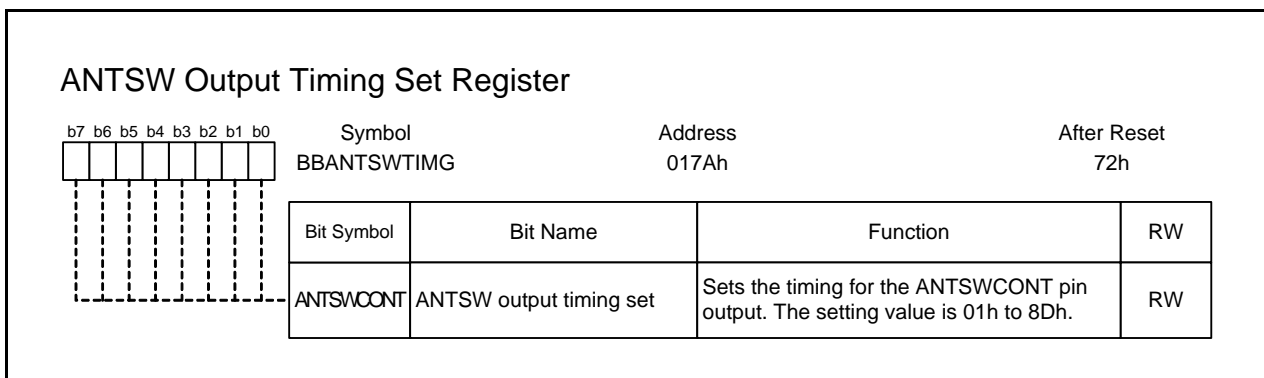 ANTSW Output Timing Set Register
b7 b6 b5 b4 b3 b2 b1 b0
Symbol Address After Reset
BBANTSWTIMG 017Ah 72h
Bit Symbol Bit Name Function RW
ANTSWCONT ANTSW output timing set Sets the timing for the ANTSWCONT pin
output. The setting value is 01h to 8Dh. RW